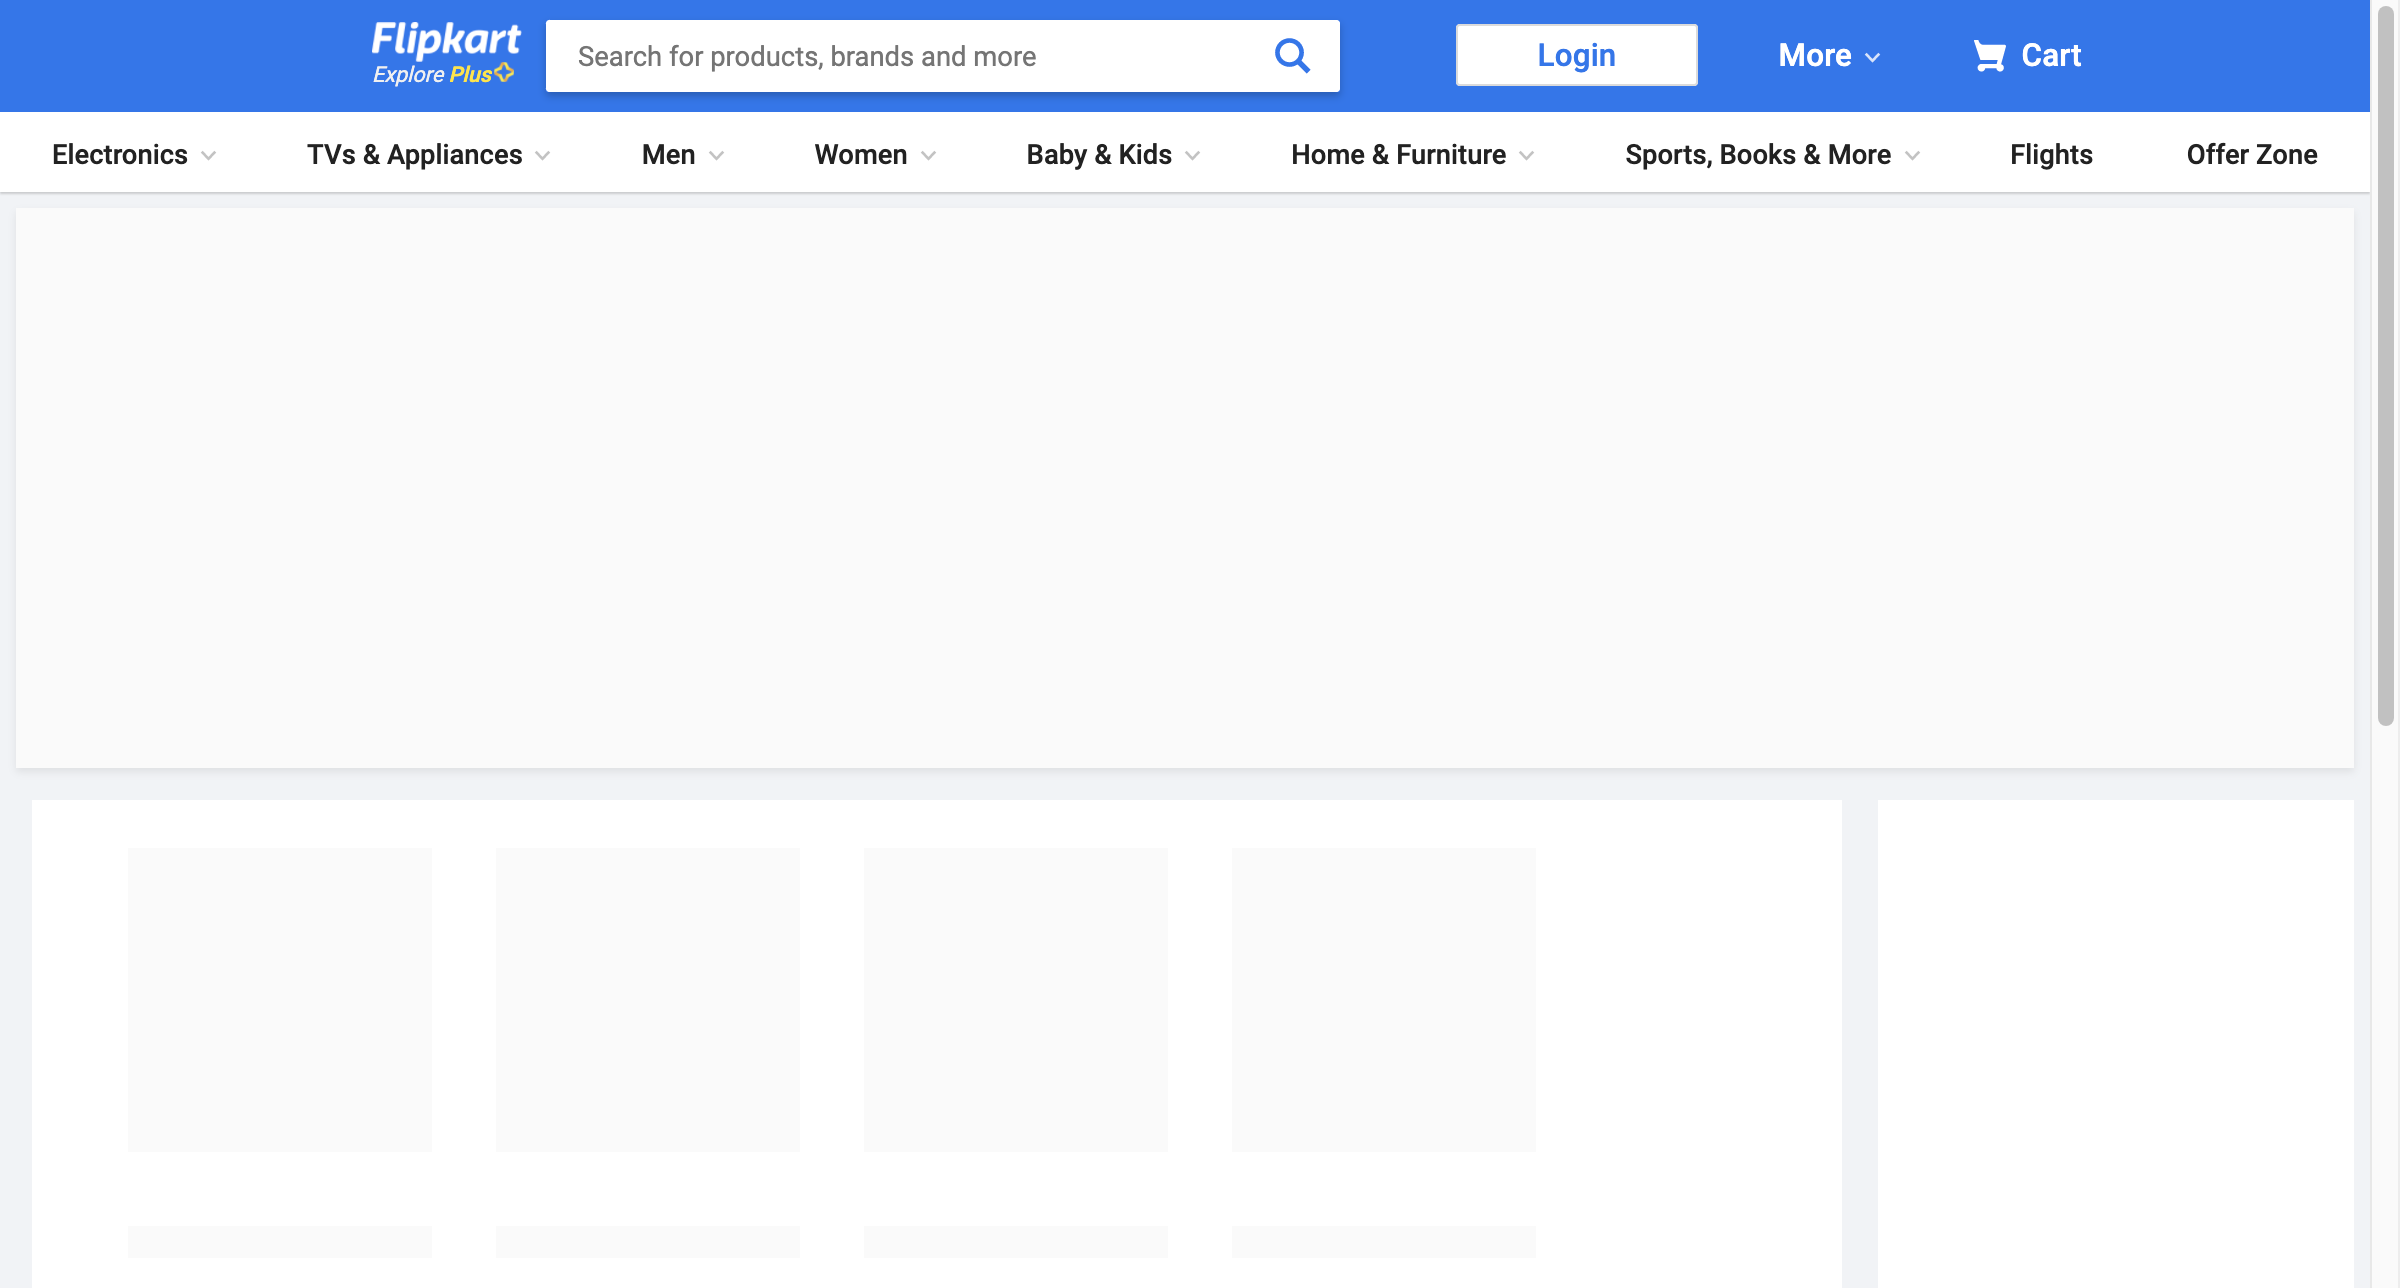 Flipkart
Explore Plus
Search for products, brands and more
Login
More
Cart
Electronics
TVs & Appliances
Men
Women
Baby & Kids
Home & Furniture
Sports, Books & More
Flights
Offer Zone